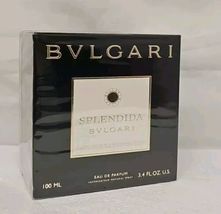 BVLGARI
SPLENDIDA
BVLGARI
EAU DE PARFUM
100 ML
3.4 FL.OZ. U.S.